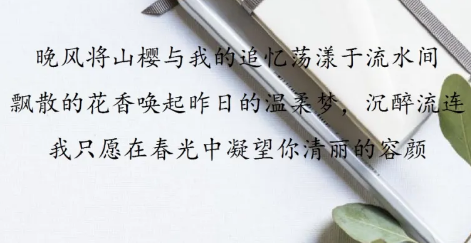 晚风将山樱与我的追忆荡漾于流水间
飘散的花香唤起昨日的温柔梦，沉醉流连
我只愿在春光中凝望你清丽的容颜